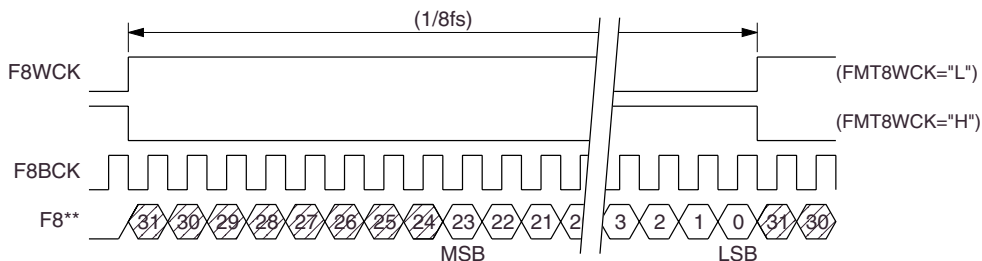 (1/8fs)
F8WCK
(FMT8WCK="L")
(FMT8WCK="H")
F8BCK
F8** 31 30 29 28 27 26 25 24 23 22 21 2 3 2 1 0 31 30
MSB LSB